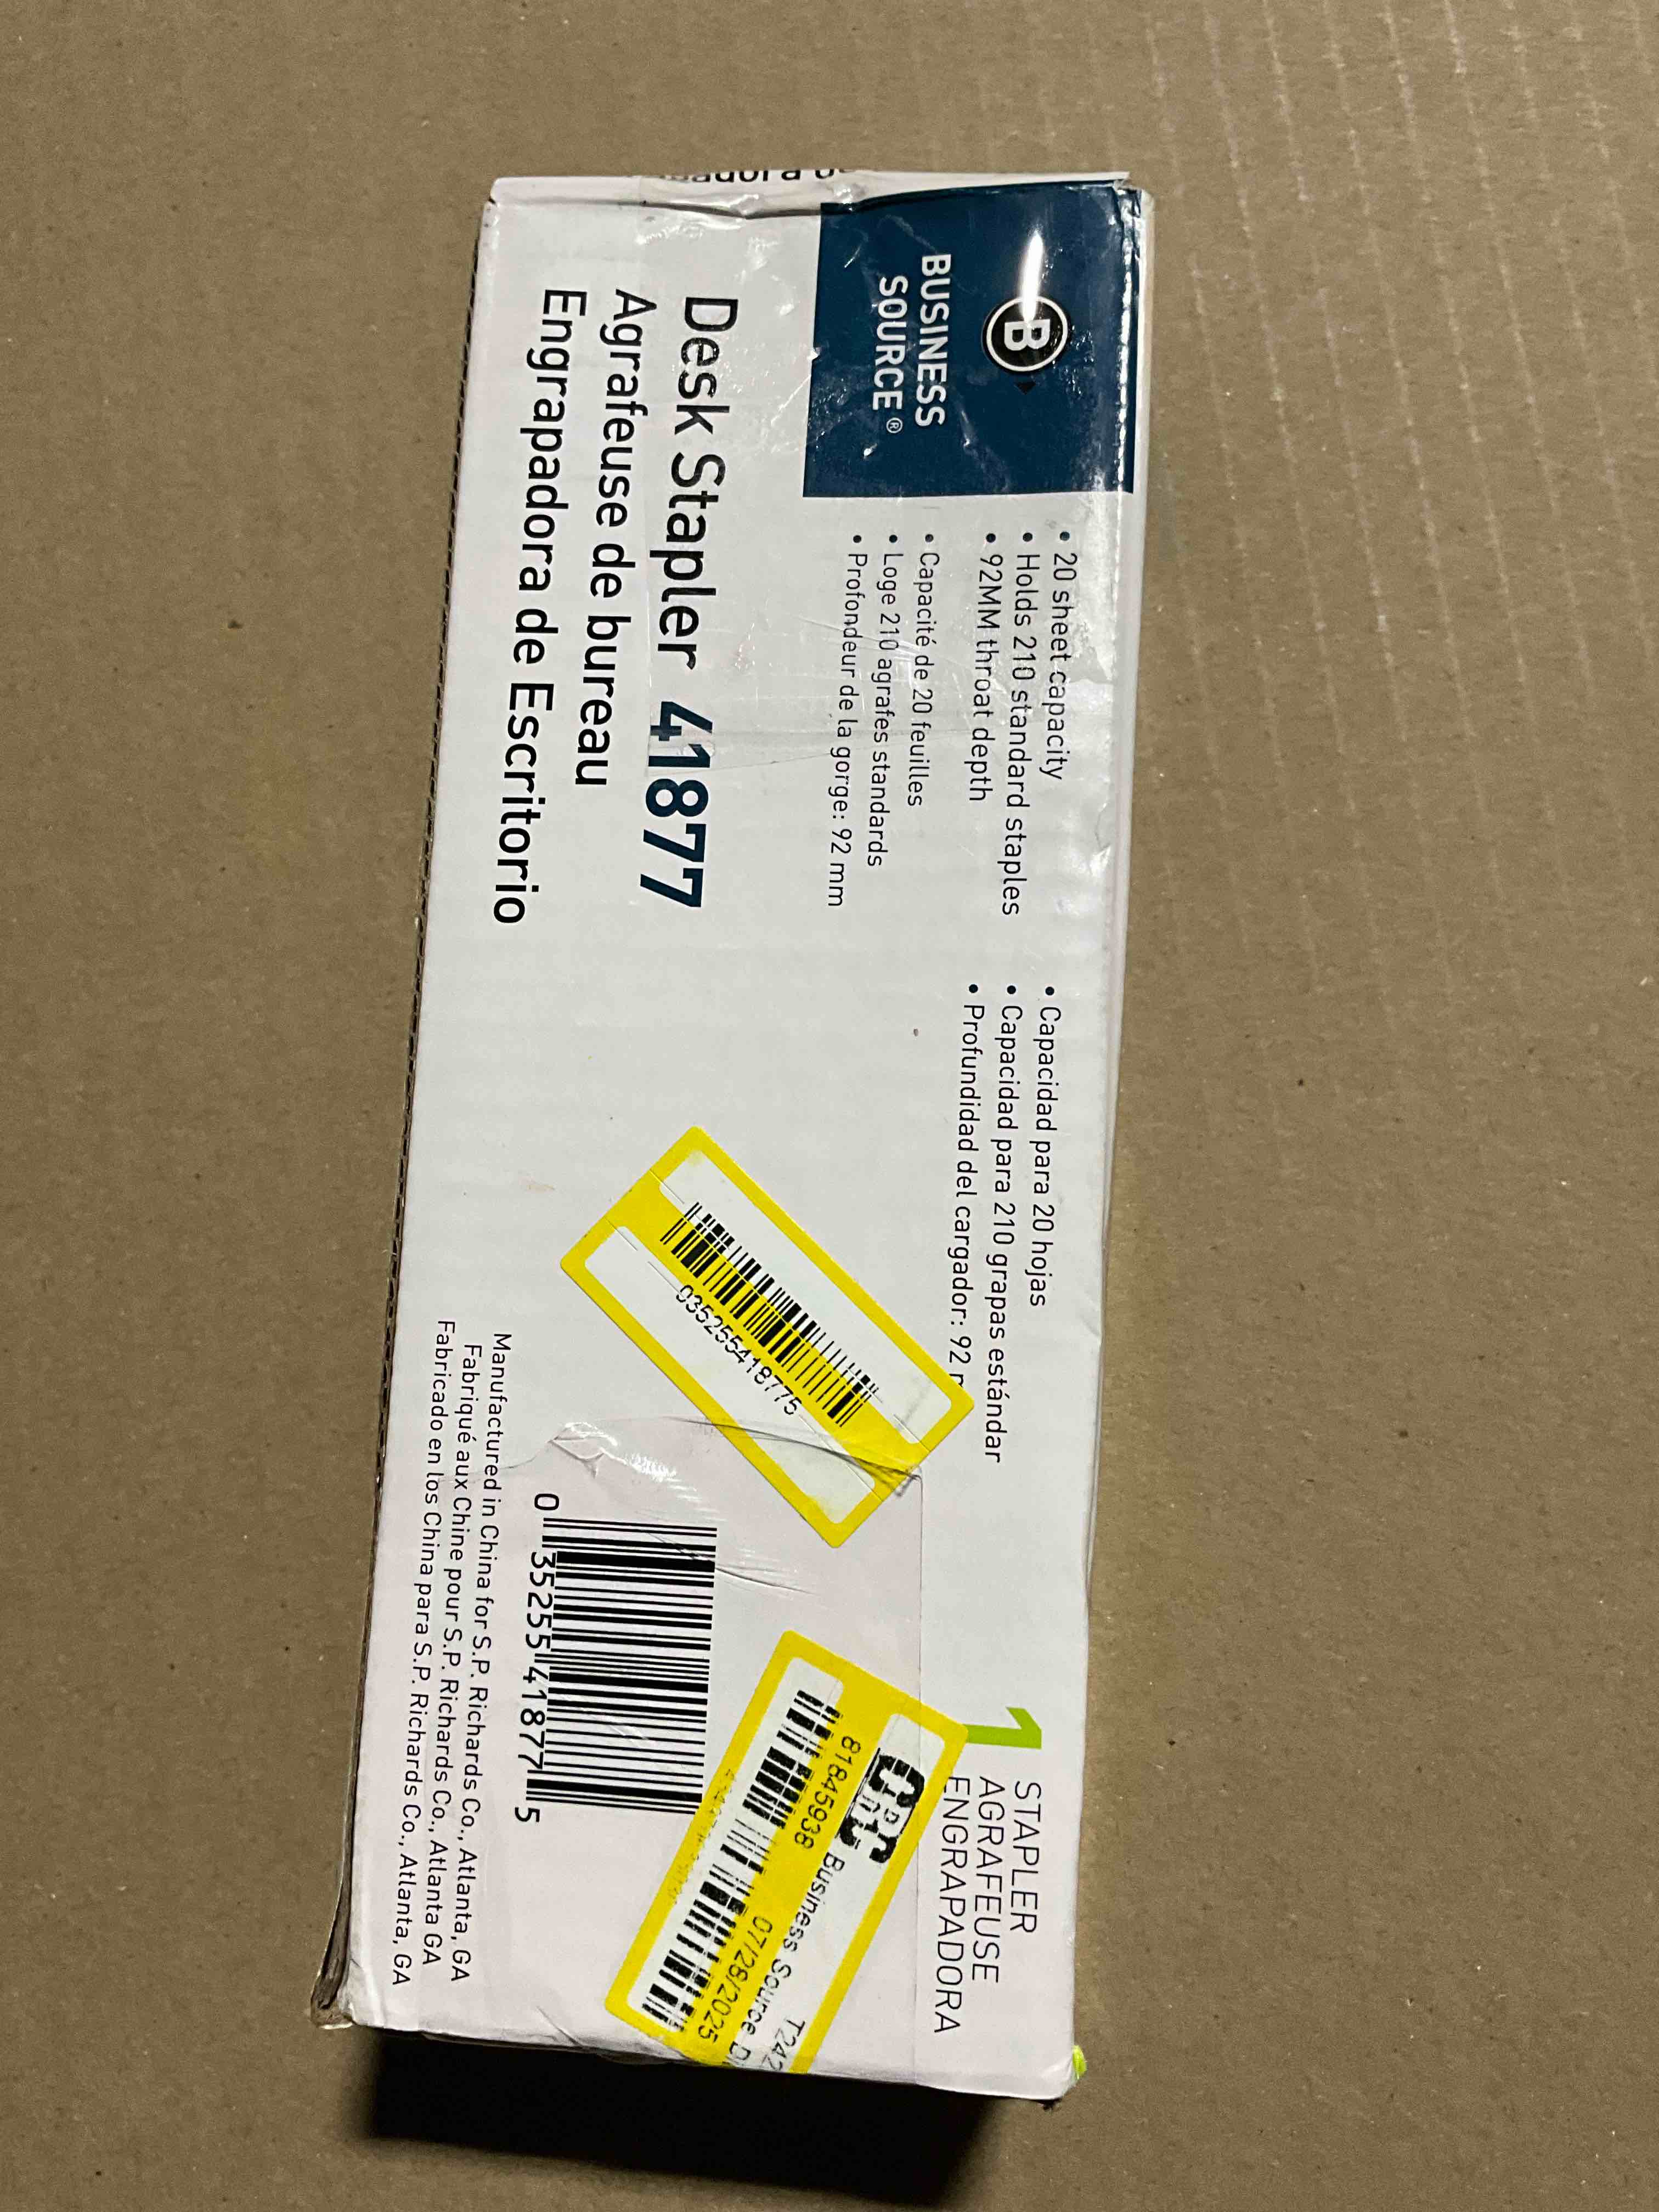 B
BUSINESS
SOURCE®
• 20 sheet capacity
• Holds 210 standard staples
• 92MM throat depth
• Capacité de 20 feuilles
• Loge 210 agrafes standards
• Profondeur de la gorge: 92 mm
• Capacidad para 20 hojas
• Capacidad para 210 grapas estándar
• Profundidad del cargador: 92
1 STAPLER
AGRAFEUSE
ENGRAPADORA
Desk Stapler 41877
Agrafeuse de bureau
Engrapadora de Escritorio
035255418775
81845938
Business Source
07/28/2025
T242
0 35255 41877 5
Manufactured in China for S.P. Richards Co., Atlanta, GA
Fabriqué aux Chine pour S.P. Richards Co., Atlanta GA
Fabricado en los China para S.P. Richards Co., Atlanta, GA